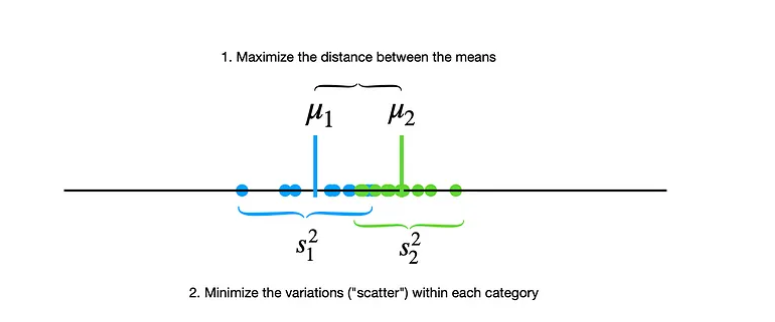 1. Maximize the distance between the means
μ1 μ2
s₁² s₂²
2. Minimize the variations ("scatter") within each category